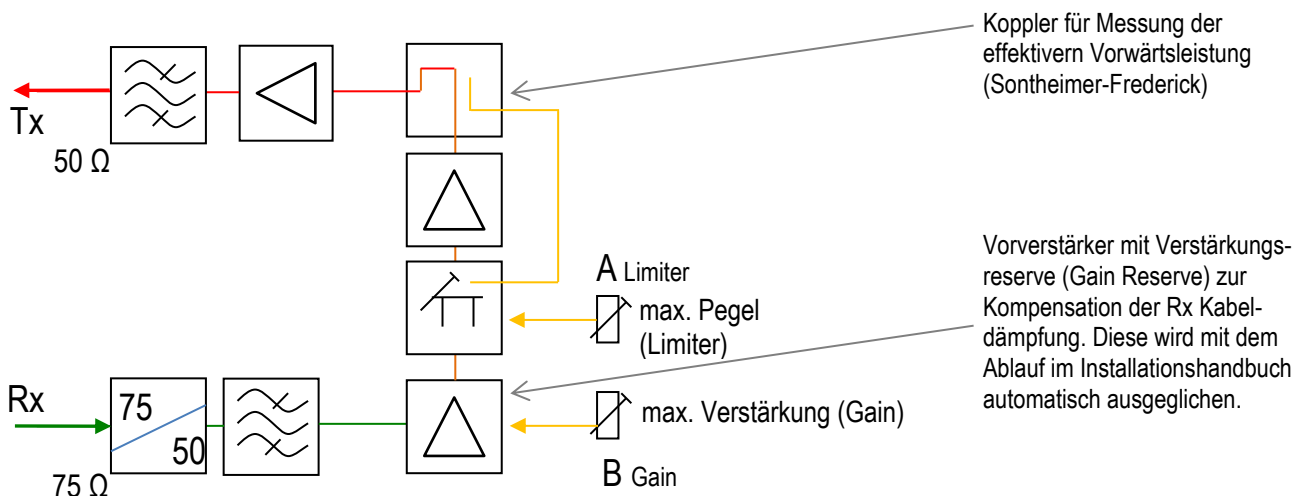 Koppler für Messung der
effektivern Vorwärtsleistung
(Sontheimer-Frederick)
Tx
50 Ω
Vorverstärker mit Verstärkungs-
reserve (Gain Reserve) zur
Kompensation der Rx Kabel-
dämpfung. Diese wird mit dem
Ablauf im Installationshandbuch
automatisch ausgeglichen.
A Limiter
max. Pegel
(Limiter)
Rx
75
50
75 Ω
max. Verstärkung (Gain)
B Gain